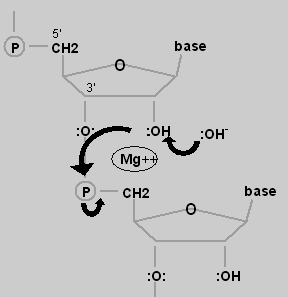 5'
P CH2 O base
3'
:O: :OH :OH-
Mg++
P CH2 O base
:O: :OH